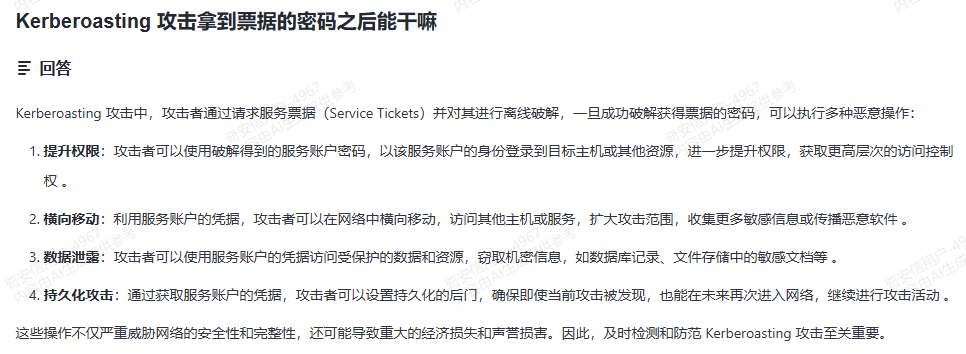 Kerberoasting 攻击拿到票据的密码之后能干嘛
回答
Kerberoasting 攻击中，攻击者通过请求服务票据（Service Tickets）并对其进行离线破解，一旦成功破解获得票据的密码，可以执行多种恶意操作：
1. 提升权限：攻击者可以使用破解得到的服务账户密码，以该服务账户的身份登录到目标主机或其他资源，进一步提升权限，获取更高层次的访问控制
权 。
2. 横向移动：利用服务账户的凭据，攻击者可以在网络中横向移动，访问其他主机或服务，扩大攻击范围，收集更多敏感信息或传播恶意软件 。
3. 数据泄露：攻击者可以使用服务账户的凭据访问受保护的数据和资源，窃取机密信息，如数据库记录、文件存储中的敏感文档等 。
4. 持久化攻击：通过获取服务账户的凭据，攻击者可以设置持久化的后门，确保即使当前攻击被发现，也能在未来再次进入网络，继续进行攻击活动 。
这些操作不仅严重威胁网络的安全性和完整性，还可能导致重大的经济损失和声誉损害。因此，及时检测和防范 Kerberoasting 攻击至关重要。